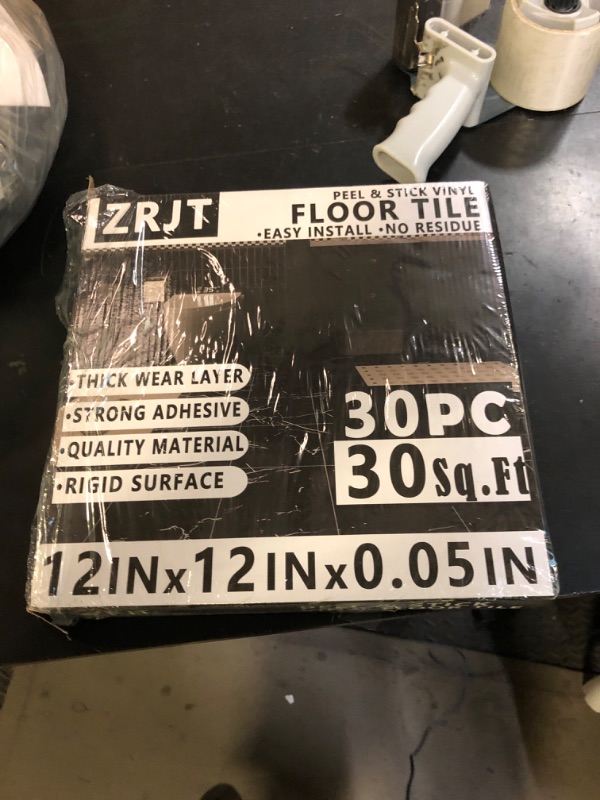 ZRJT
PEEL & STICK VINYL
FLOOR TILE
•EASY INSTALL •NO RESIDUE
•THICK WEAR LAYER
•STRONG ADHESIVE
•QUALITY MATERIAL
•RIGID SURFACE
30PC
30Sq.Ft
12INx12INx0.05IN